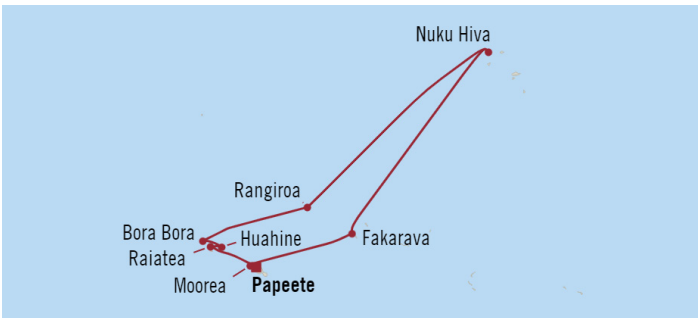 Nuku Hiva
Rangiroa
Bora Bora
Huahine
Fakarava
Raiatea
Moorea
Papeete